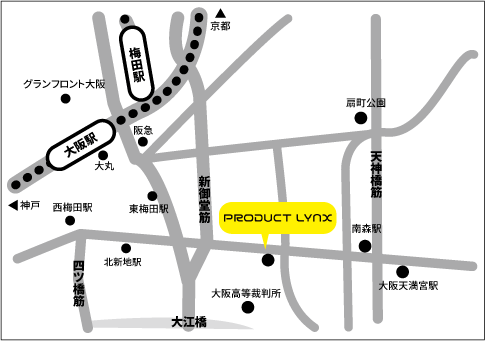 ▲
京都
梅田駅
グランフロント大阪
扇町公園
阪急
大阪駅
大丸
天神橋筋
新御堂筋
◀神戸
西梅田駅
東梅田駅
PRODUCT LYNX
南森駅
北新地駅
四ツ橋筋
大阪天満宮駅
大阪高等裁判所
大江橋